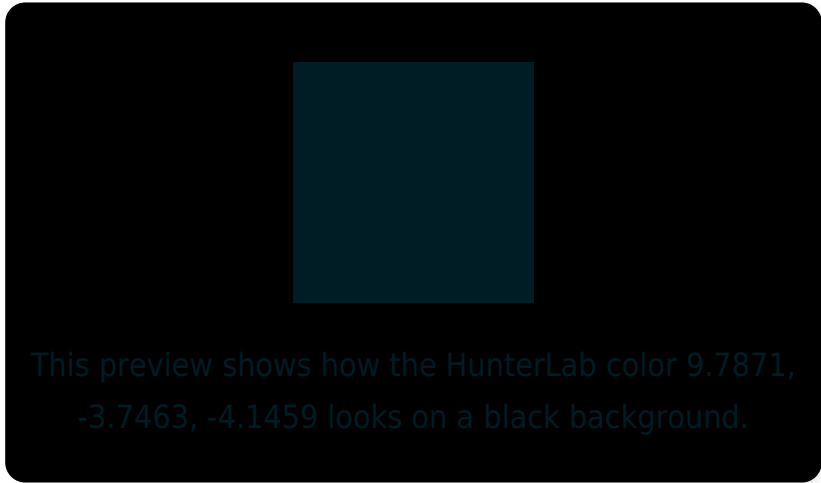 This preview shows how the HunterLab color 9.7871,
-3.7463, -4.1459 looks on a black background.